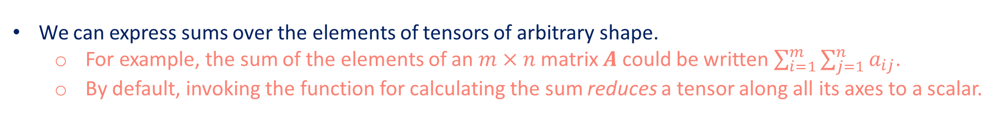 • We can express sums over the elements of tensors of arbitrary shape.
○ For example, the sum of the elements of an $m \times n$ matrix $\boldsymbol{A}$ could be written $\sum_{i=1}^{m} \sum_{j=1}^{n} a_{ij}$.
○ By default, invoking the function for calculating the sum reduces a tensor along all its axes to a scalar.